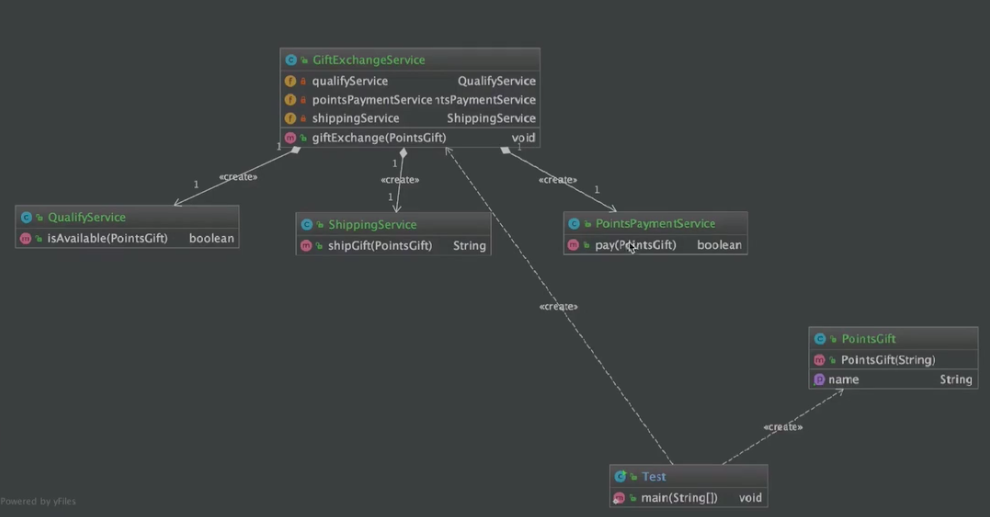 GiftExchangeService
qualifyService QualifyService
pointsPaymentService tsPaymentService
shippingService ShippingService
giftExchange(PointsGift) void
1 1 1
«create» «create» «create»
1 1 1
QualifyService
isAvailable(PointsGift) boolean
ShippingService
shipGift(PointsGift) String
PointsPaymentService
pay(PointsGift) boolean
«create»
PointsGift
PointsGift(String)
name String
«create»
Test
main(String[]) void
Powered by yFiles